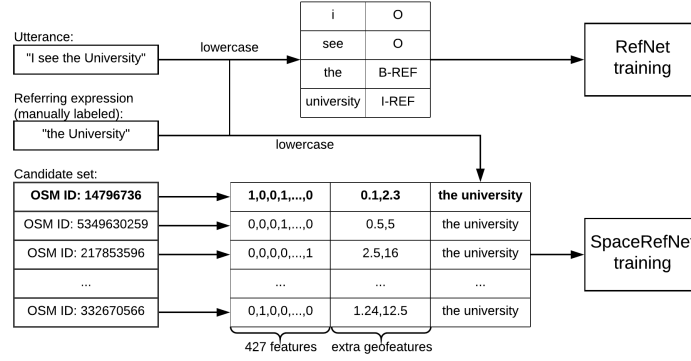 Utterance:
"I see the University"
lowercase
i O
see O
the B-REF
university I-REF
RefNet
training
Referring expression
(manually labeled):
"the University"
lowercase
Candidate set:
OSM ID: 14796736 1,0,0,1,...,0 0.1,2.3 the university
OSM ID: 5349630259 0,0,0,1,...,0 0.5,5 the university
OSM ID: 217853596 0,0,0,0,...,1 2.5,16 the university
... ... ... ...
OSM ID: 332670566 0,1,0,0,...,0 1.24,12.5 the university
427 features extra geofeatures
SpaceRefNet
training